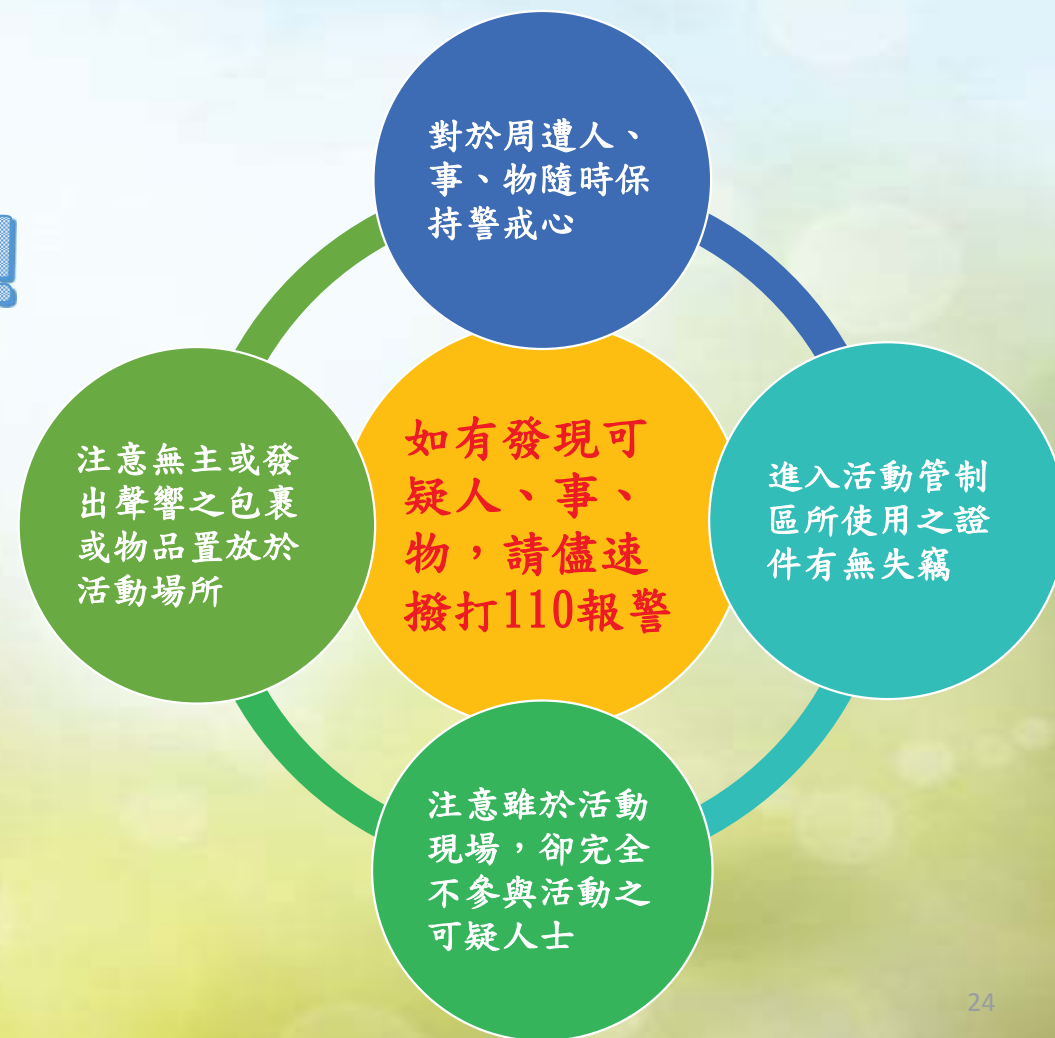 對於周遭人、
事、物隨時保
持警戒心
!
注意無主或發
出聲響之包裹
或物品置放於
活動場所
如有發現可
疑人、事、
物，請儘速
撥打110報警
進入活動管制
區所使用之證
件有無失竊
注意雖於活動
現場，卻完全
不參與活動之
可疑人士
24